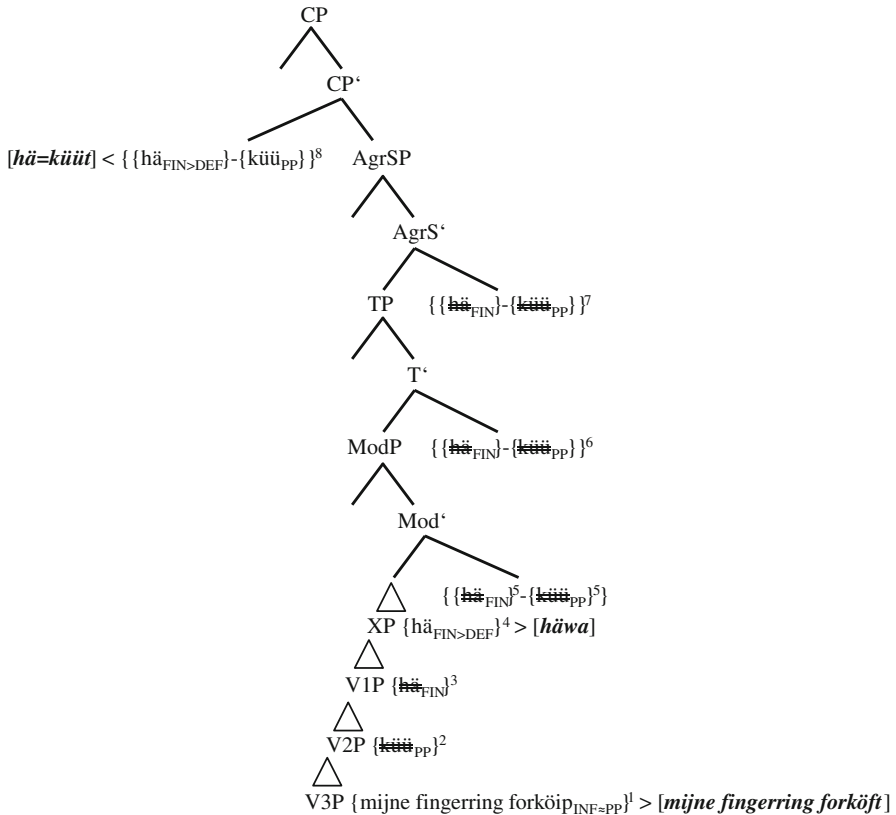 CP
CP‘
[hä=küüt] < {{hä_FIN>DEF}-{küü_PP}}^8 AgrSP
AgrS‘
TP {{hä_FIN}-{küü_PP}}^7
T‘
ModP {{hä_FIN}-{küü_PP}}^6
Mod‘
{{hä_FIN}^5-{küü_PP}^5}
XP {hä_FIN>DEF}^4 > [häwa]
V1P {hä_FIN}^3
V2P {küü_PP}^2
V3P {mijne fingerring forköip_INF≈PP}^1 > [mijne fingerring forköft]